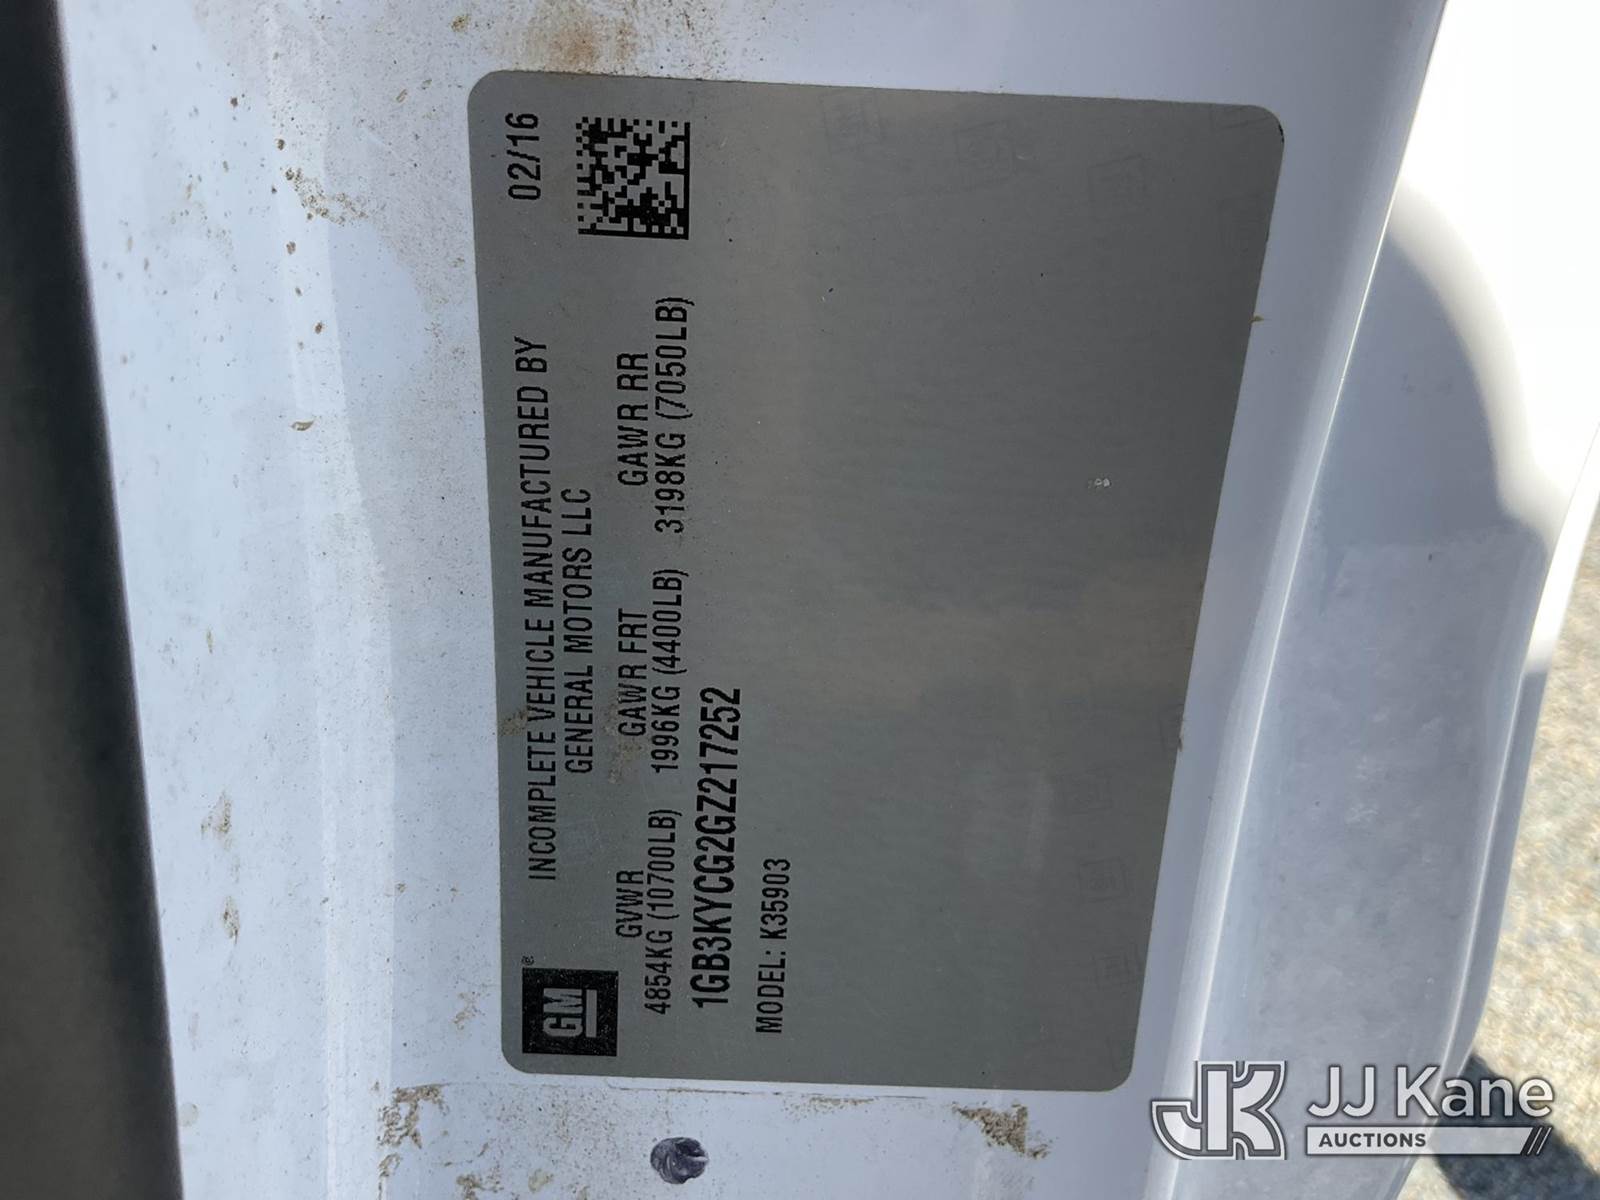 INCOMPLETE VEHICLE MANUFACTURED BY
GENERAL MOTORS LLC
02/16
GM®
GVWR GAWR FRT GAWR RR
4854KG (10700LB) 1996KG (4400LB) 3198KG (7050LB)
1GB3KYCG2GZ217252
MODEL: K35903
JK JJ Kane
AUCTIONS